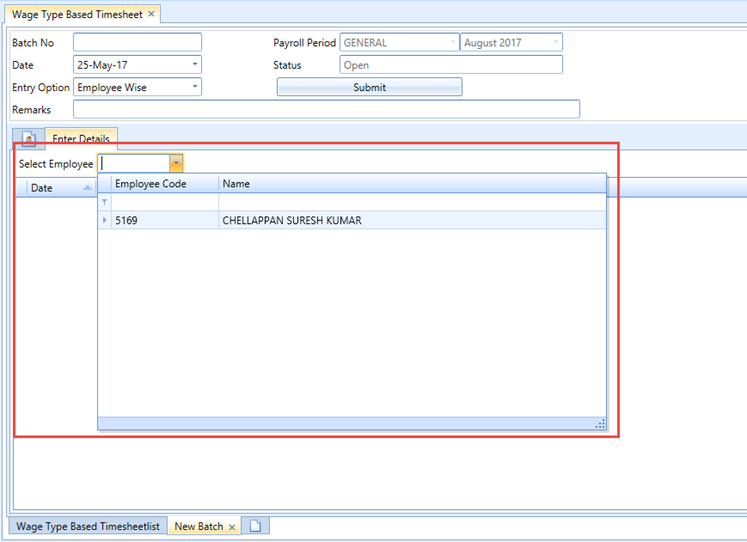 Wage Type Based Timesheet
Batch No
Payroll Period GENERAL August 2017
Date 25-May-17
Status Open
Entry Option Employee Wise
Submit
Remarks
Enter Details
Select Employee
Date
Employee Code Name
5169 CHELLAPPAN SURESH KUMAR
Wage Type Based Timesheetlist New Batch